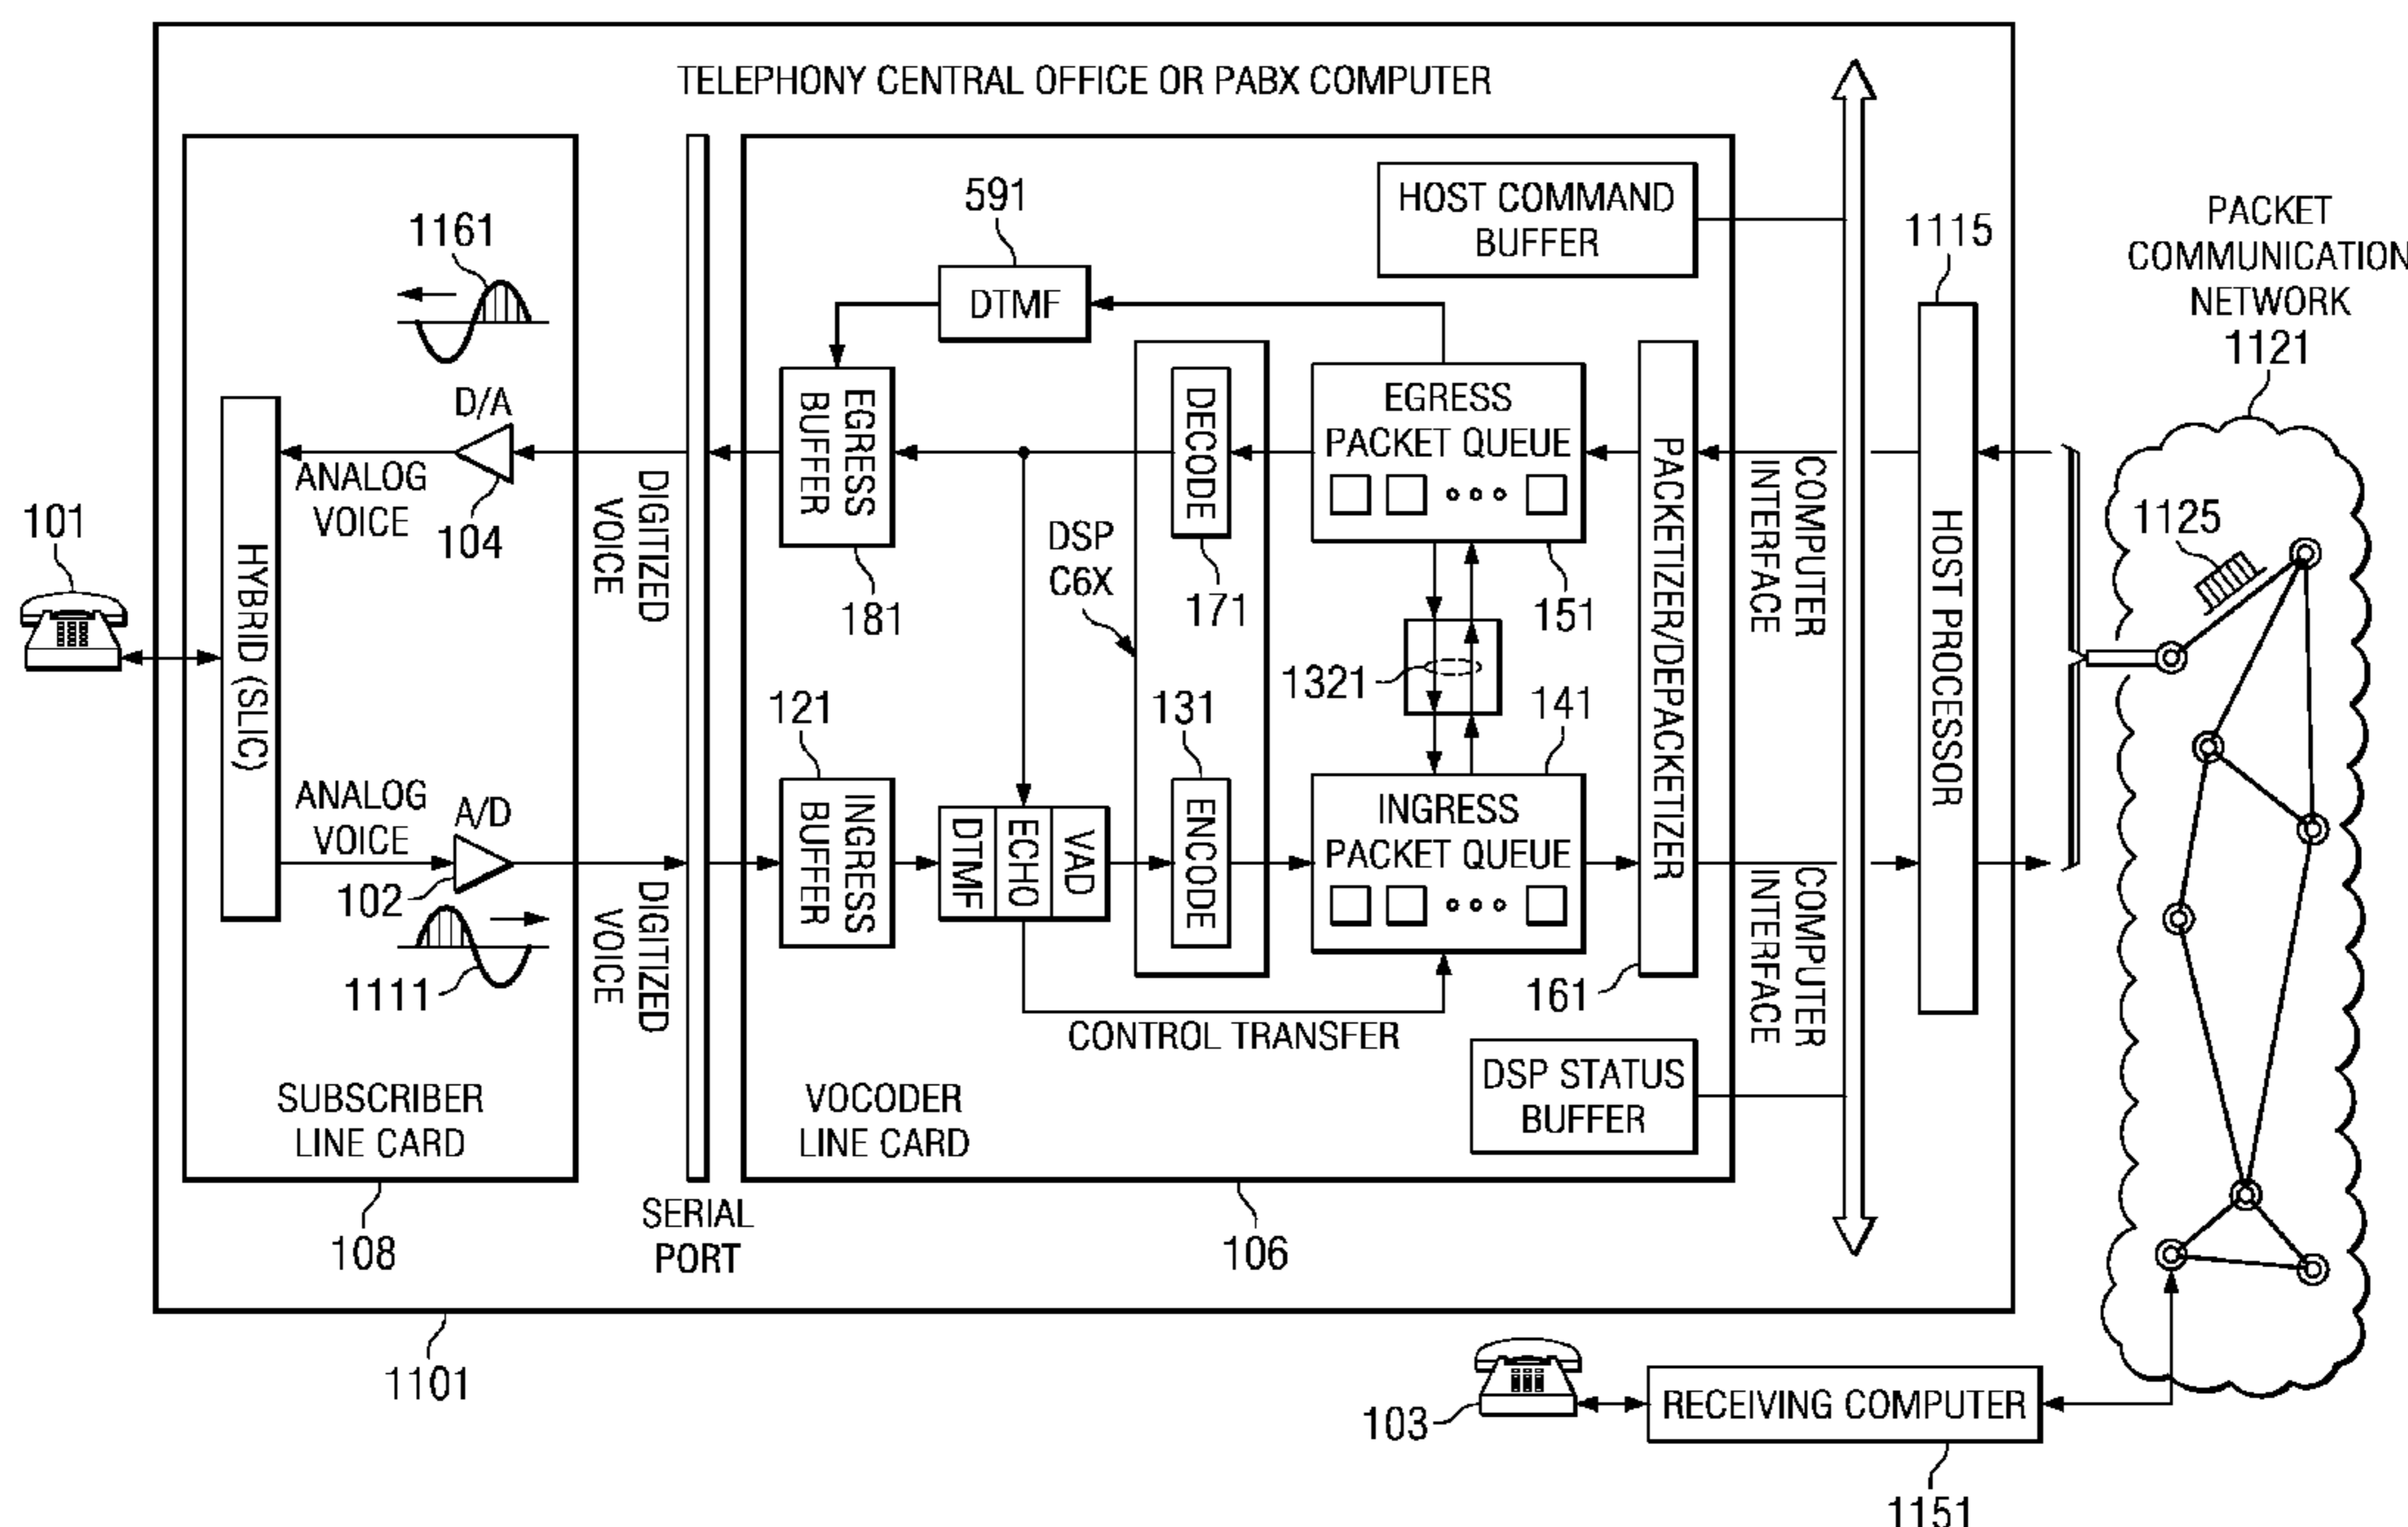 TELEPHONY CENTRAL OFFICE OR PABX COMPUTER
591
HOST COMMAND
BUFFER
1161
1115
PACKET
COMMUNICATION
NETWORK
1121
DTMF
D/A
EGRESS
BUFFER
DECODE
EGRESS
PACKET QUEUE
PACKETIZER/DEPACKETIZER
COMPUTER
INTERFACE
HOST PROCESSOR
ANALOG
VOICE
104
DIGITIZED
VOICE
101
HYBRID (SLIC)
DSP
C6X
181
171
151
1125
1321
121
131
141
ANALOG
VOICE
A/D
102
1111
DIGITIZED
VOICE
INGRESS
BUFFER
DTMF
ECHO
VAD
ENCODE
INGRESS
PACKET QUEUE
161
COMPUTER
INTERFACE
CONTROL TRANSFER
DSP STATUS
BUFFER
SUBSCRIBER
LINE CARD
VOCODER
LINE CARD
SERIAL
PORT
108
106
1101
103
RECEIVING COMPUTER
1151